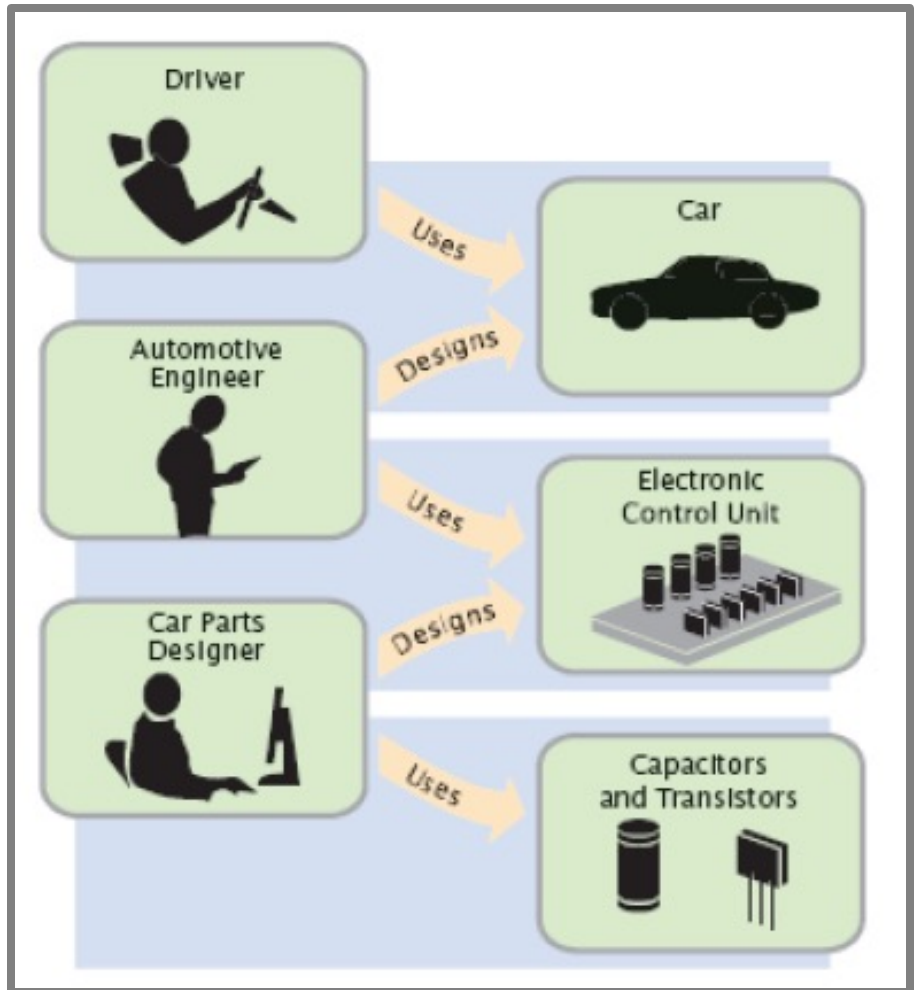 Driver
Uses
Car
Automotive
Engineer
Designs
Uses
Electronic
Control Unit
Car Parts
Designer
Designs
Uses
Capacitors
and Transistors